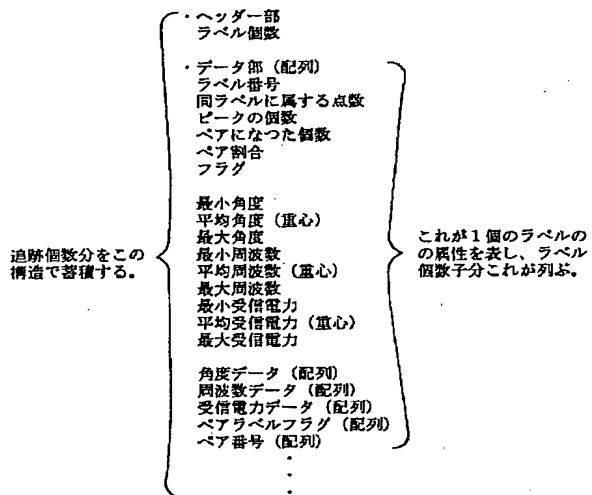 ・ヘッダー部
ラベル個数
・データ部(配列)
ラベル番号
同ラベルに属する点数
ピークの個数
ペアになつた個数
ペア割合
フラグ
最小角度
平均角度(重心)
最大角度
最小周波数
平均周波数(重心)
最大周波数
最小受信電力
平均受信電力(重心)
最大受信電力
角度データ(配列)
周波数データ(配列)
受信電力データ(配列)
ペアラベルフラグ(配列)
ペア番号(配列)
・
・
・
追跡個数分をこの
構造で蓄積する。
これが1個のラベルの
の属性を表し、ラベル
個数子分これが列ぶ。